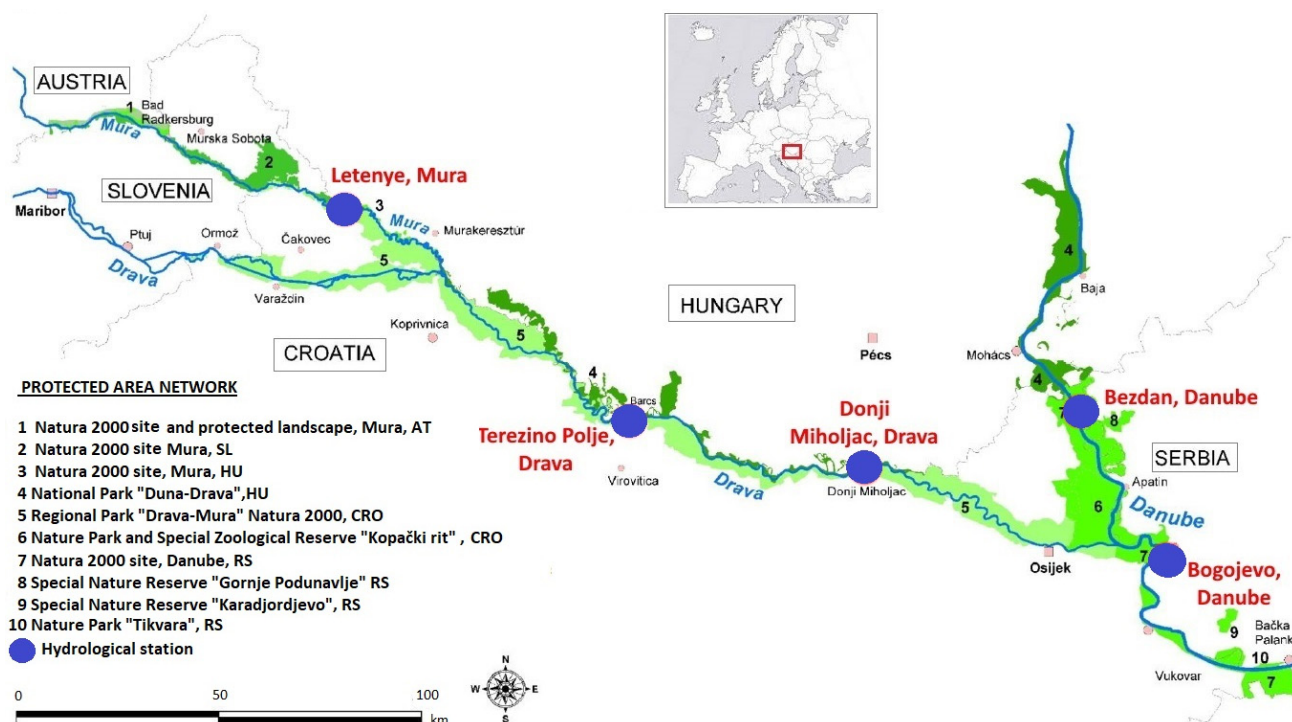 AUSTRIA
1
Bad
Radkersburg
Mura
Murska Sobota
2
SLOVENIA
Letenye, Mura
3
Maribor
Mura
Murakeresztúr
Ptuj
Ormož
Čakovec
Drava
5
Varaždin
4
Baja
HUNGARY
Koprivnica
5
CROATIA
Pécs
Mohács
4
4
Barcs
7
8
Bezdan, Danube
Terezino Polje,
Drava
Donji
Miholjac, Drava
SERBIA
Virovitica
Drava
Donji Miholjac
Apatin
6
Danube
5
Osijek
7
Bogojevo,
Danube
9
Bačka
Palank
10
Vukovar
7
PROTECTED AREA NETWORK
1 Natura 2000 site and protected landscape, Mura, AT
2 Natura 2000 site Mura, SL
3 Natura 2000 site, Mura, HU
4 National Park "Duna-Drava",HU
5 Regional Park "Drava-Mura" Natura 2000, CRO
6 Nature Park and Special Zoological Reserve "Kopački rit" , CRO
7 Natura 2000 site, Danube, RS
8 Special Nature Reserve "Gornje Podunavlje" RS
9 Special Nature Reserve "Karadjordjevo", RS
10 Nature Park "Tikvara", RS
Hydrological station
N
W E
S
0 50 100
km